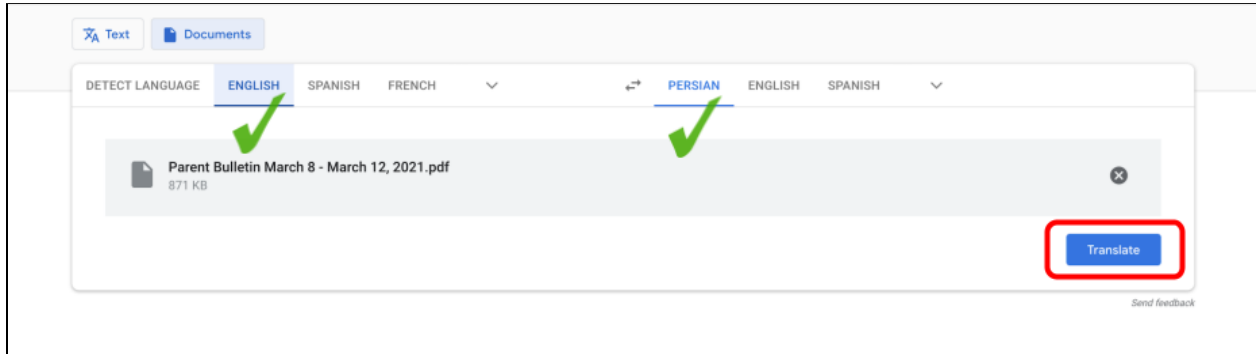 Text Documents
DETECT LANGUAGE ENGLISH SPANISH FRENCH PERSIAN ENGLISH SPANISH
Parent Bulletin March 8 - March 12, 2021.pdf
871 KB
Translate
Send feedback